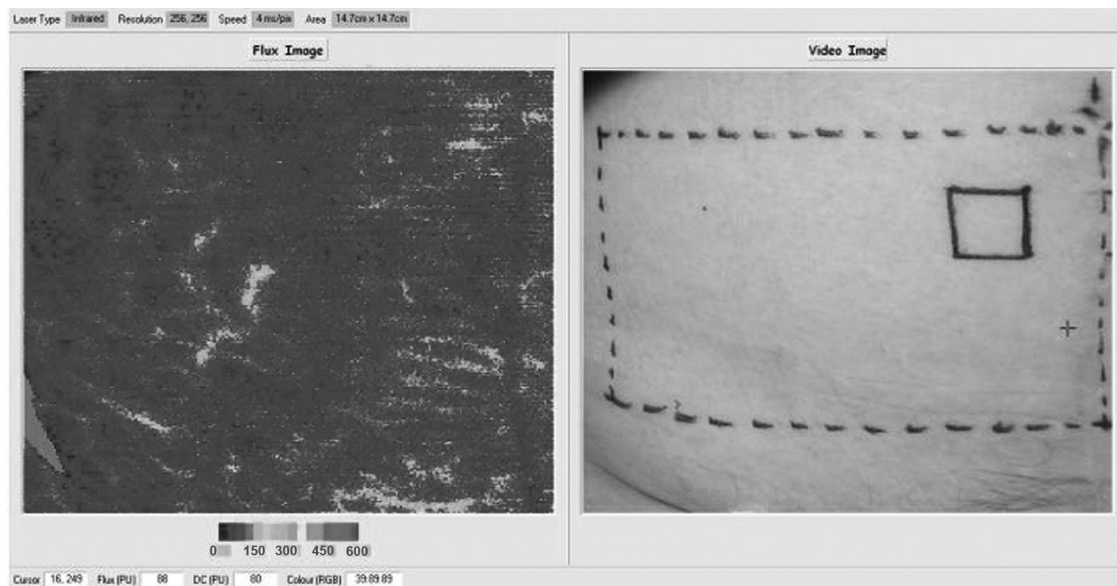 Laser Type Infrared Resolution 256, 256 Speed 4 ms/pix Area 14.7cm x 14.7cm
Flux Image
Video Image
0 150 300 450 600
Cursor 16, 249 Flux (PU) 88 DC (PU) 80 Colour (RGB) 39:89:89